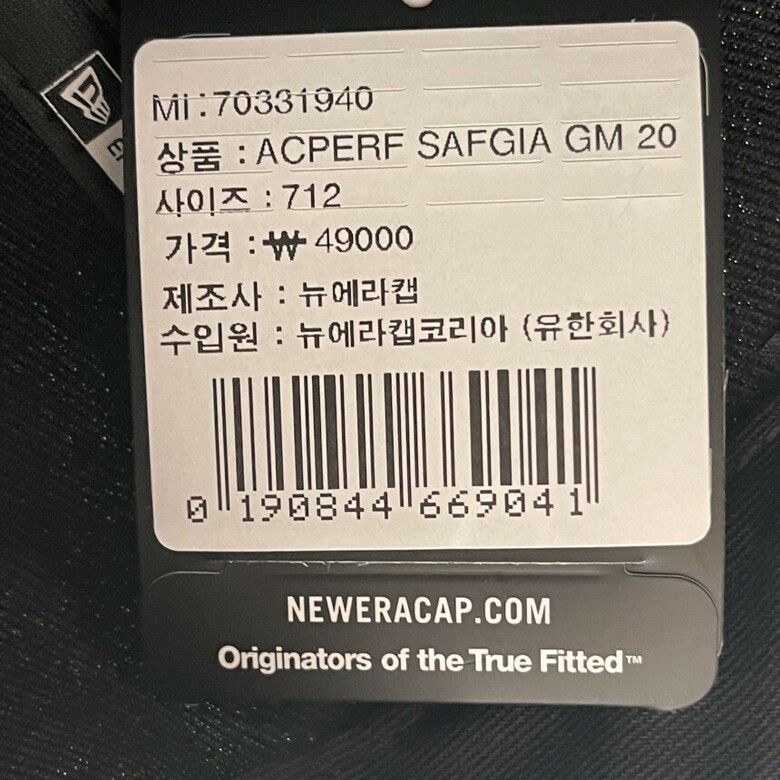 MI:70331940
상품 : ACPERF SAFGIA GM 20
사이즈 : 712
가격 : ₩ 49000
제조사 : 뉴에라캡
수입원 : 뉴에라캡코리아 (유한회사)
0 190844 669041
NEWERACAP.COM
Originators of the True Fitted™